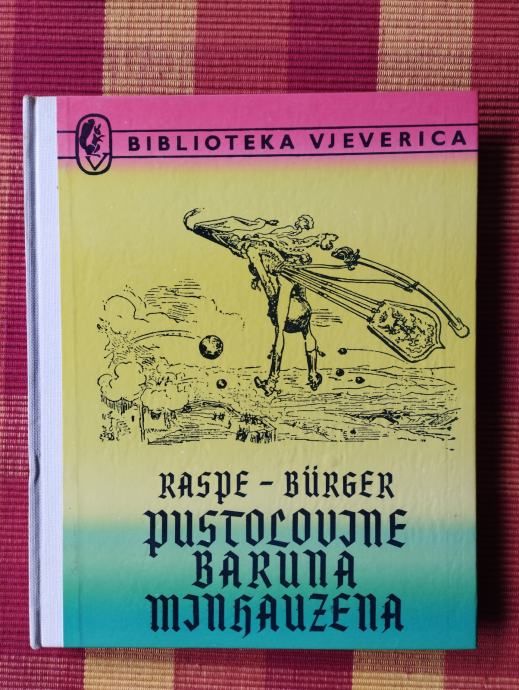 BIBLIOTEKA VJEVERICA
RASPE – BÜRGER
PUSTOLOVINE
BARUNA
MINHAUZENA